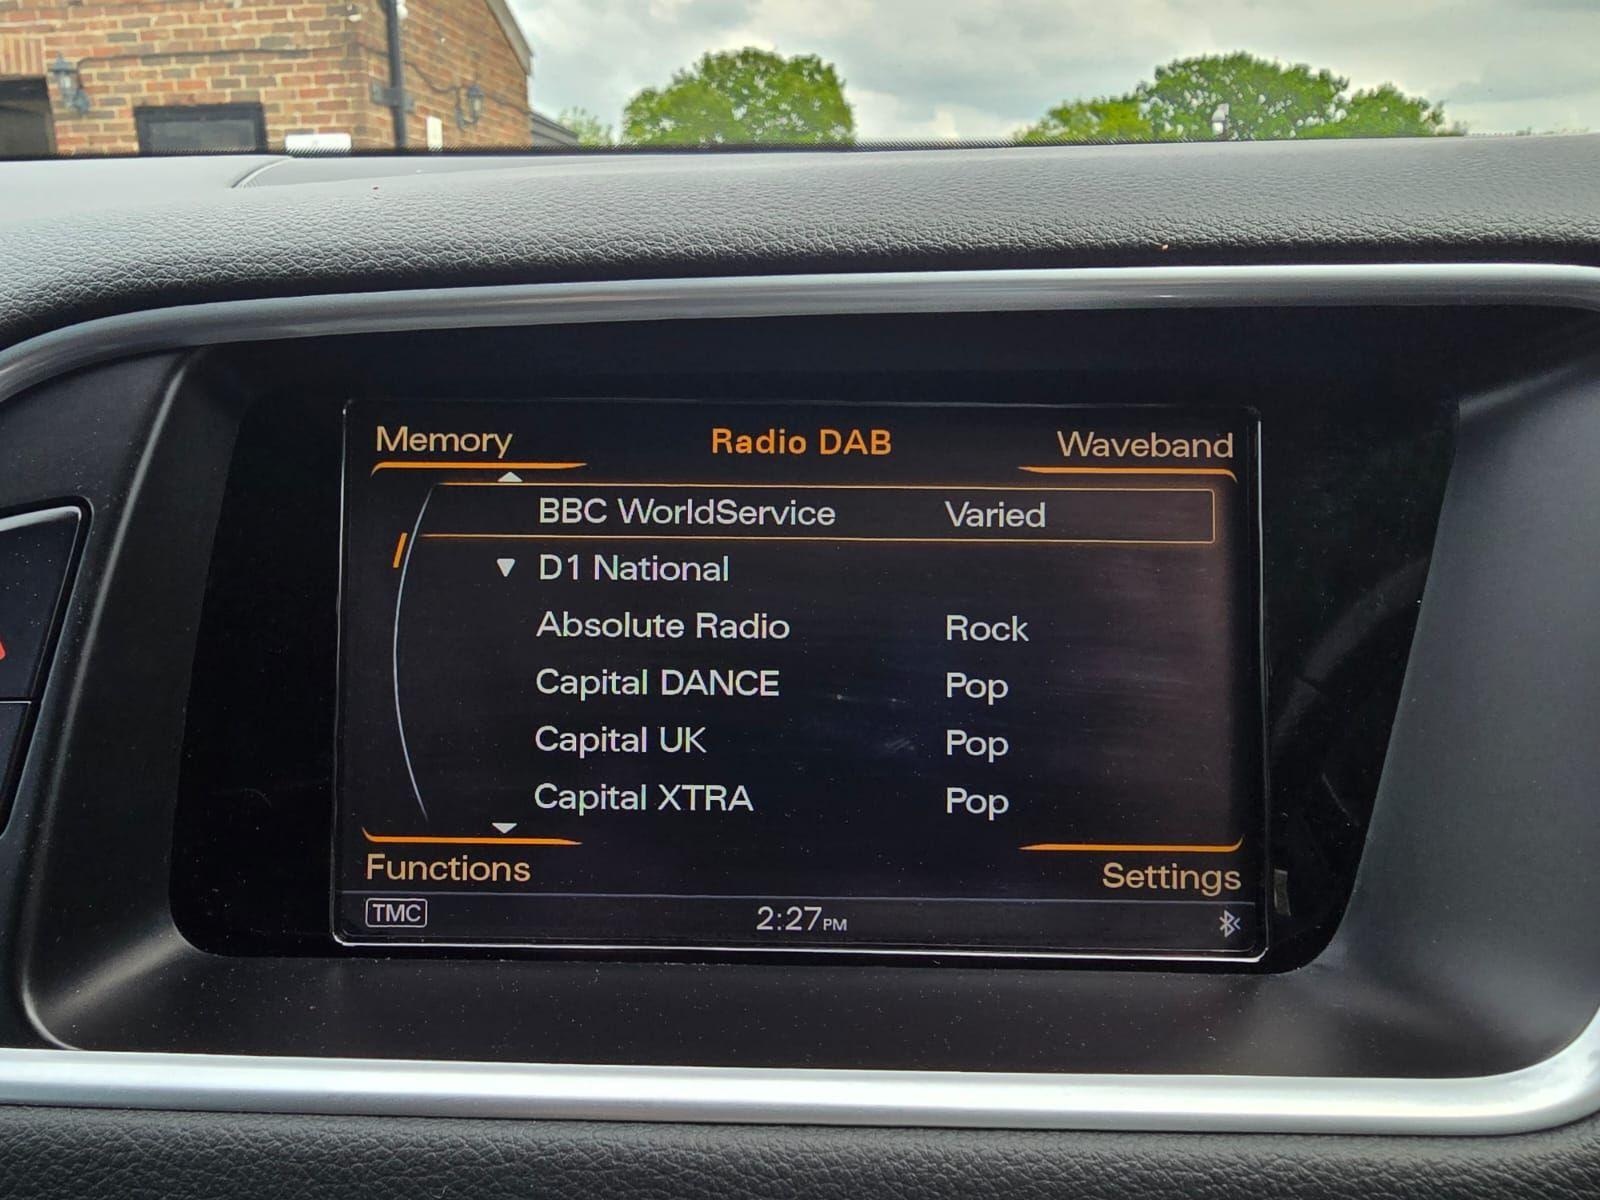 Memory Radio DAB Waveband
BBC WorldService Varied
▼ D1 National
Absolute Radio Rock
Capital DANCE Pop
Capital UK Pop
Capital XTRA Pop
Functions Settings
TMC 2:27PM